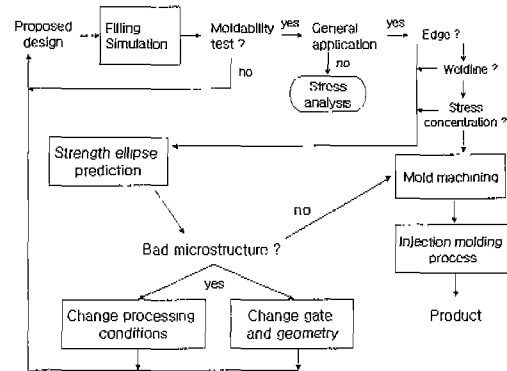 Proposed
design
Filling
Simulation
Moldability
test ?
yes
General
application
yes
Edge ?
no
no
Weldline ?
Stress
analysis
Stress
concentration ?
Strength ellipse
prediction
Mold machining
no
Bad microstructure ?
Injection molding
process
yes
Change processing
conditions
Change gate
and geometry
Product